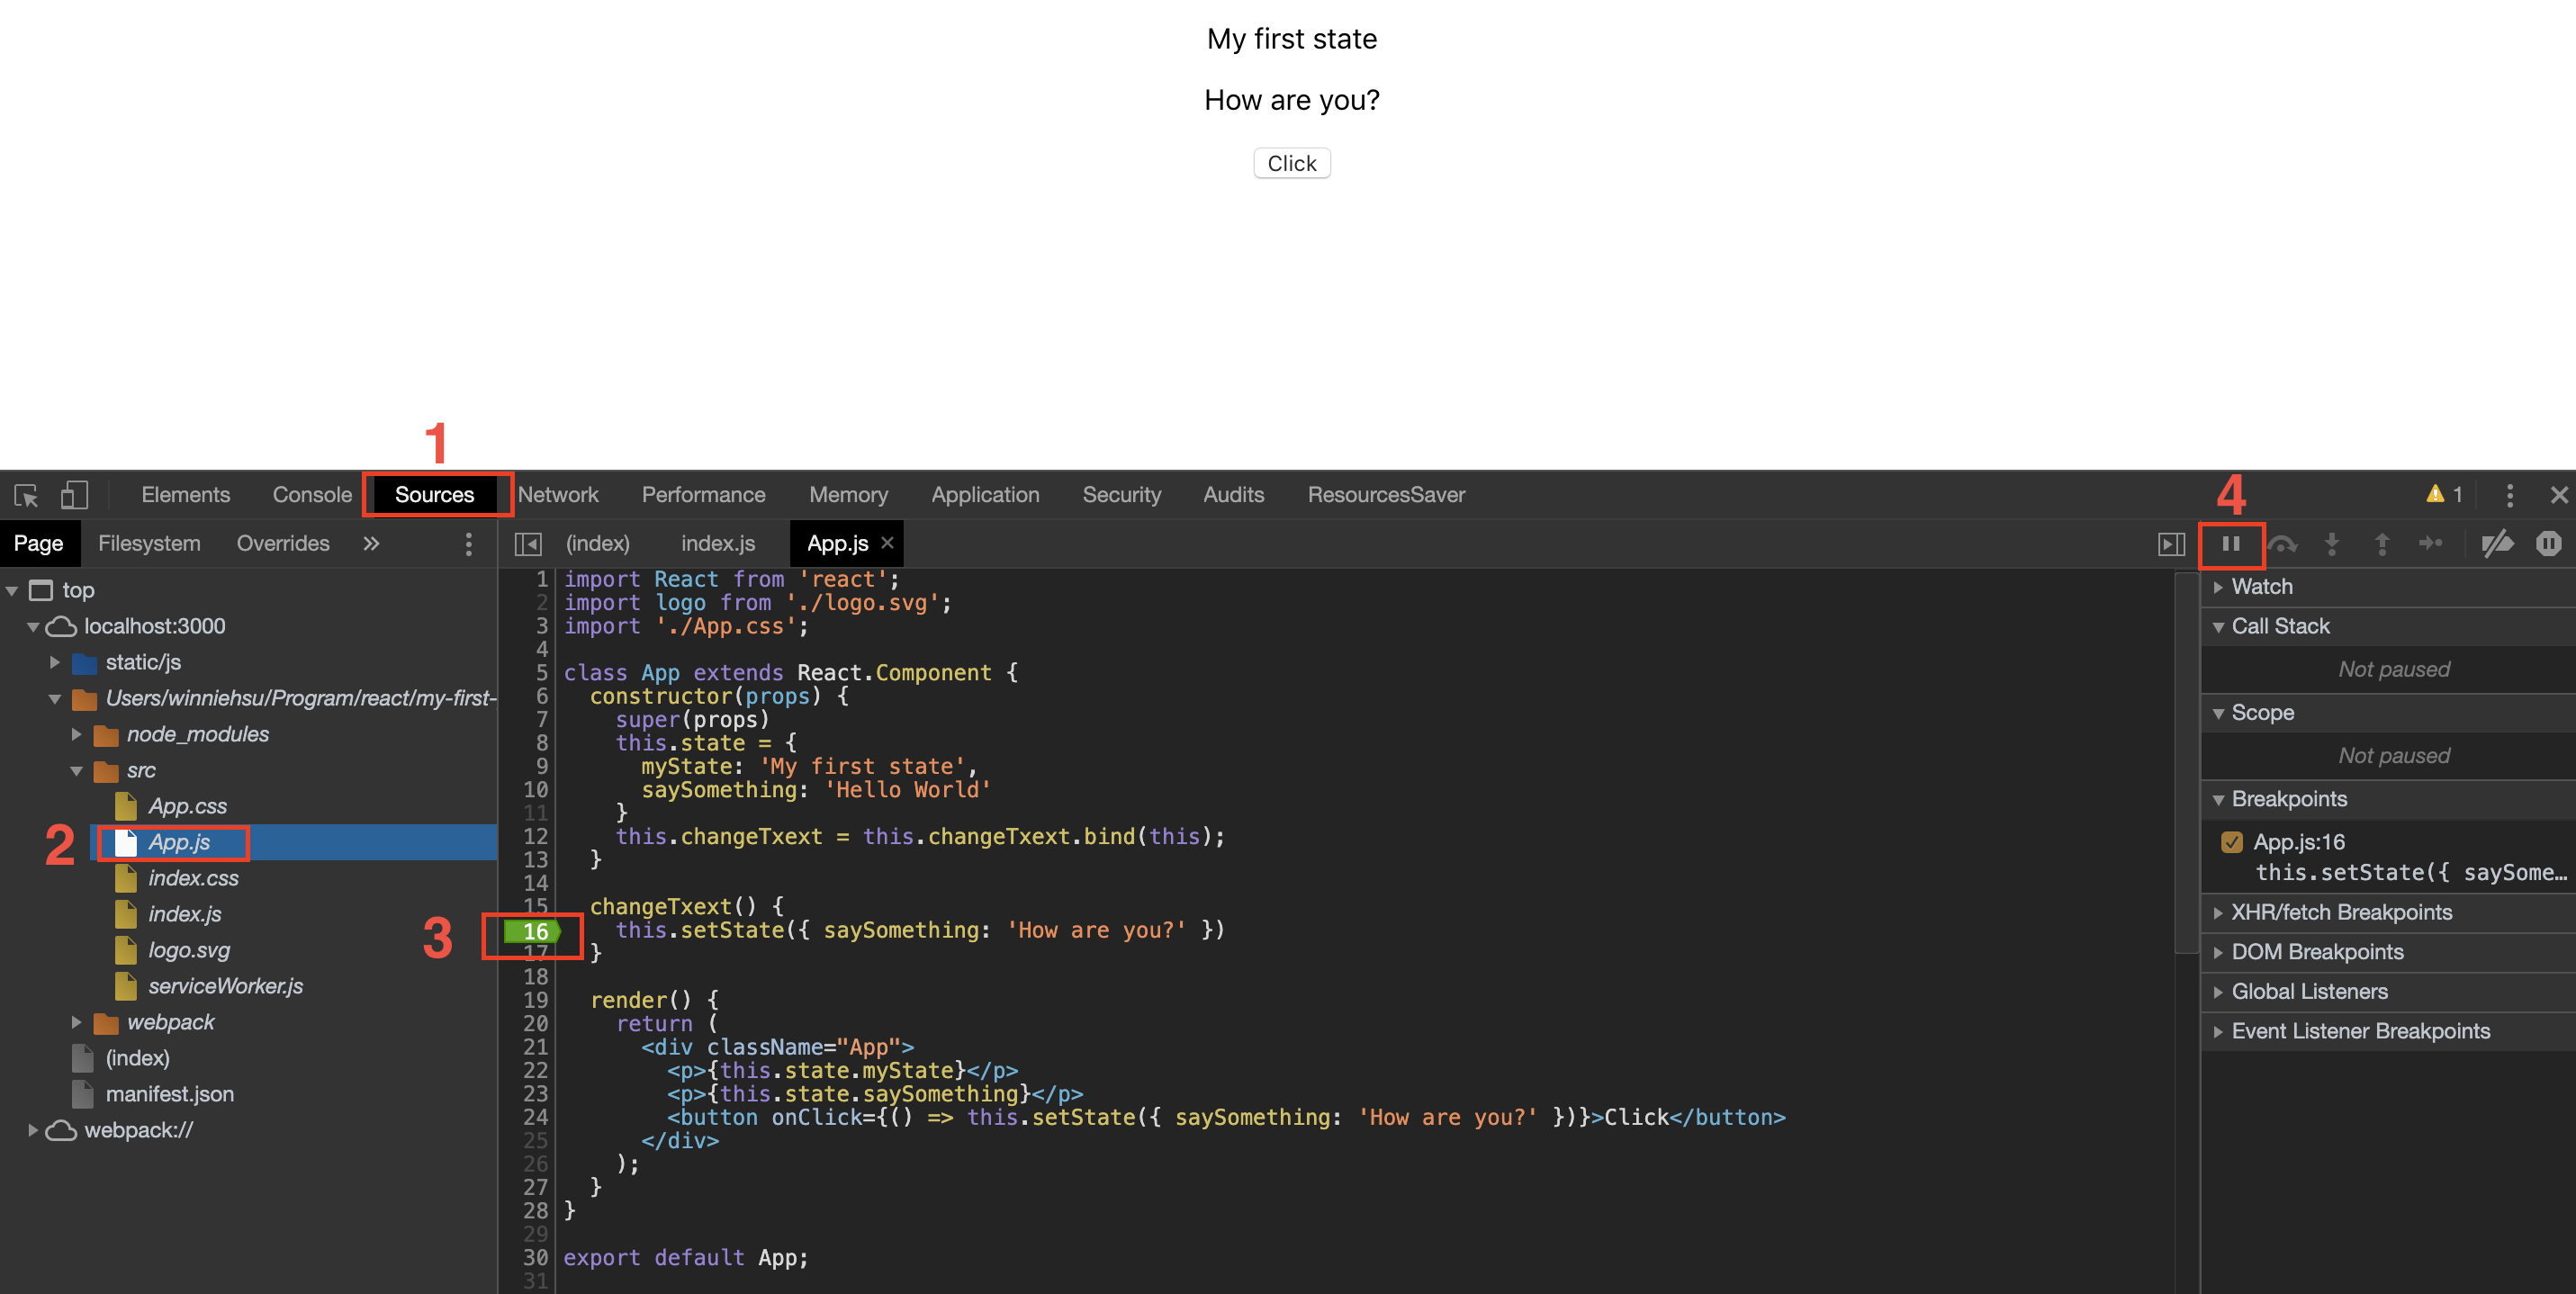 My first state
How are you?
Click
1
Elements Console Sources Network Performance Memory Application Security Audits ResourcesSaver 4 1
Page Filesystem Overrides » (index) index.js App.js ×
top
localhost:3000
static/js
Users/winniehsu/Program/react/my-first-
node_modules
src
App.css
2 App.js
index.css
index.js
logo.svg
serviceWorker.js
webpack
(index)
manifest.json
webpack://
1 import React from 'react';
2 import logo from './logo.svg';
3 import './App.css';
4
5 class App extends React.Component {
6 constructor(props) {
7 super(props)
8 this.state = {
9 myState: 'My first state',
10 saySomething: 'Hello World'
11 }
12 this.changeTxext = this.changeTxext.bind(this);
13 }
14
15 changeTxext() {
3 16 this.setState({ saySomething: 'How are you?' })
17 }
18
19 render() {
20 return (
21 <div className="App">
22 <p>{this.state.myState}</p>
23 <p>{this.state.saySomething}</p>
24 <button onClick={() => this.setState({ saySomething: 'How are you?' })}>Click</button>
25 </div>
26 );
27 }
28 }
29
30 export default App;
31
Watch
Call Stack
Not paused
Scope
Not paused
Breakpoints
App.js:16
this.setState({ saySome…
XHR/fetch Breakpoints
DOM Breakpoints
Global Listeners
Event Listener Breakpoints